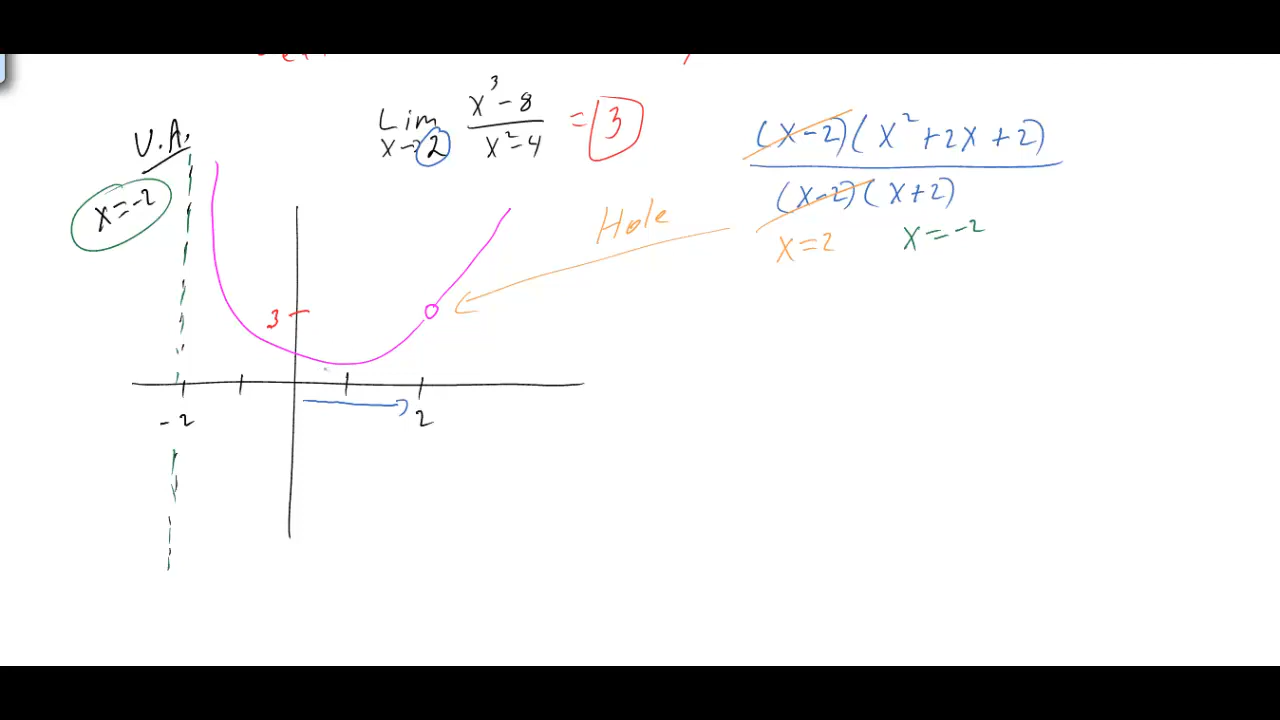 V.A.
x=-2
Lim x→2 x³-8 / x²-4 = 3
(x-2)(x²+2x+2) / (x-2)(x+2)
x=2 x=-2
Hole
3
-2 2